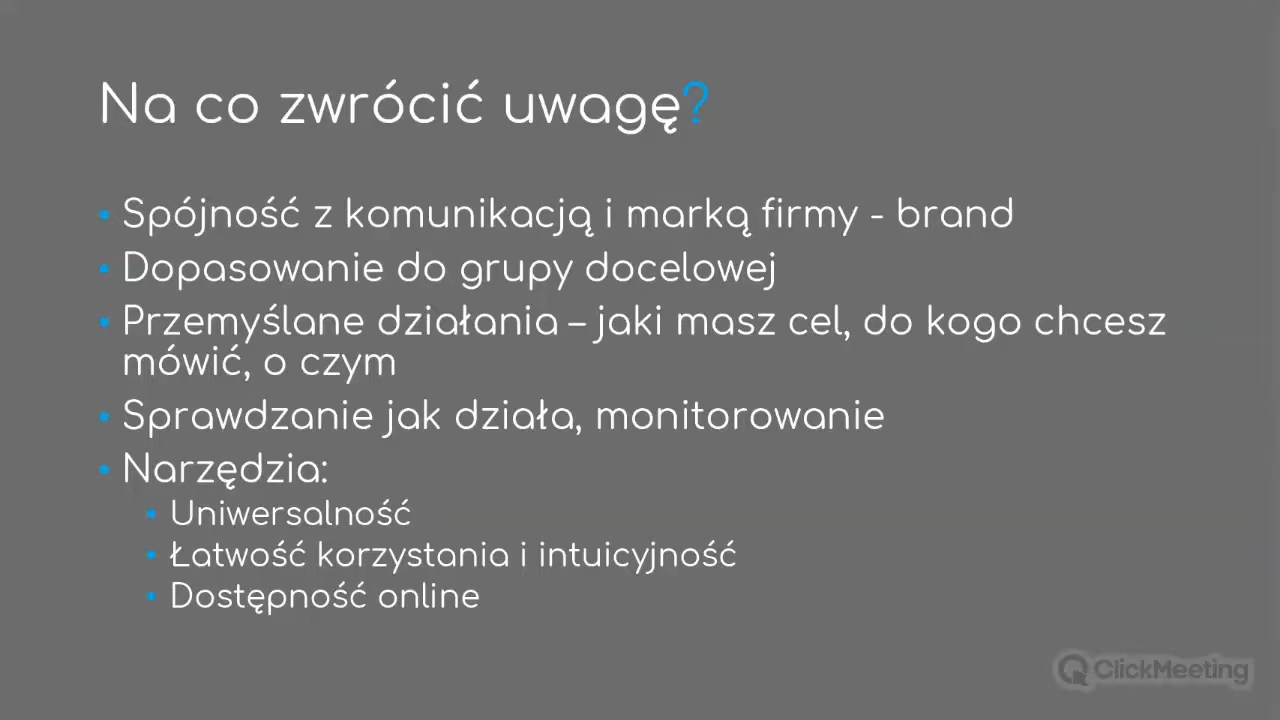 Na co zwrócić uwagę?
• Spójność z komunikacją i marką firmy - brand
• Dopasowanie do grupy docelowej
• Przemyślane działania – jaki masz cel, do kogo chcesz
mówić, o czym
• Sprawdzanie jak działa, monitorowanie
• Narzędzia:
• Uniwersalność
• Łatwość korzystania i intuicyjność
• Dostępność online
ClickMeeting